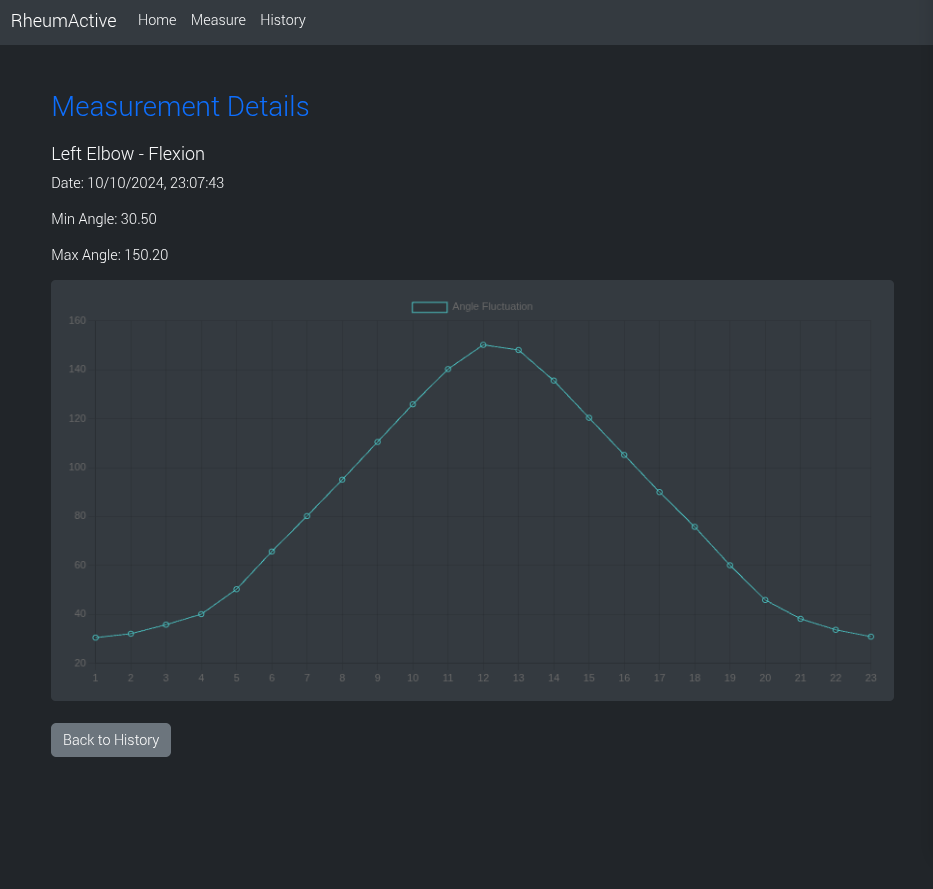 RheumActive Home Measure History
Measurement Details
Left Elbow - Flexion
Date: 10/10/2024, 23:07:43
Min Angle: 30.50
Max Angle: 150.20
Angle Fluctuation
160
140
120
100
80
60
40
20
1 2 3 4 5 6 7 8 9 10 11 12 13 14 15 16 17 18 19 20 21 22 23
Back to History